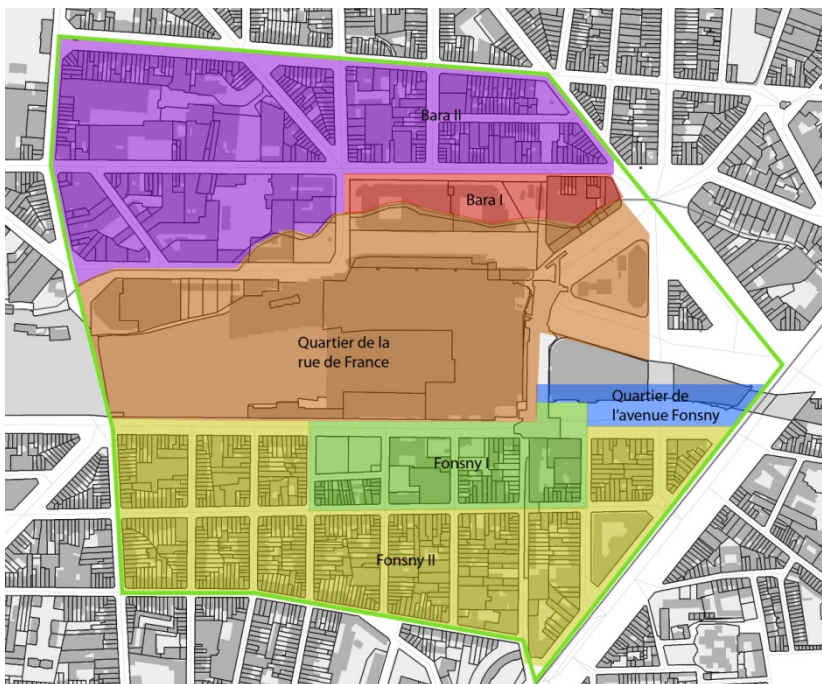 Bara II
Bara I
Quartier de la
rue de France
Quartier de
l'avenue Fonsny
Fonsny I
Fonsny II